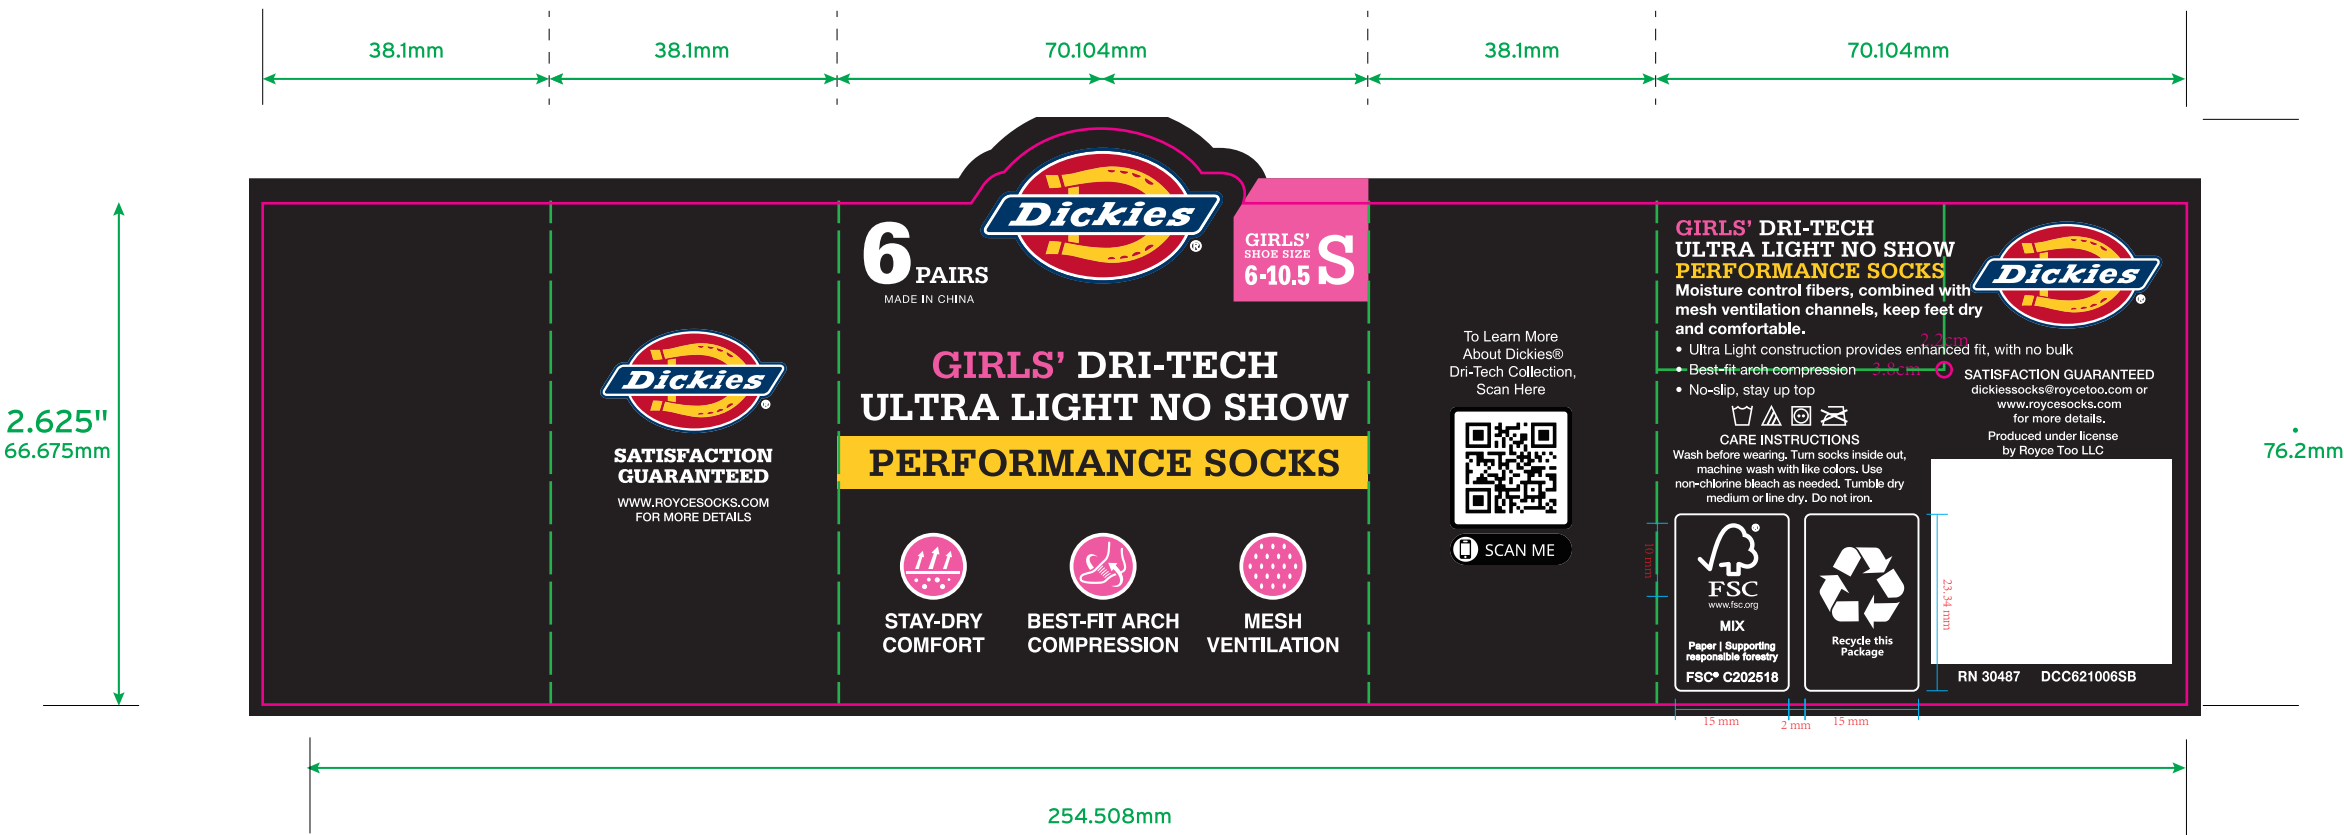 38.1mm
38.1mm
70.104mm
38.1mm
70.104mm
2.625"
66.675mm
76.2mm
254.508mm
Dickies
®
SATISFACTION
GUARANTEED
WWW.ROYCESOCKS.COM
FOR MORE DETAILS
6 PAIRS
MADE IN CHINA
Dickies
®
GIRLS'
SHOE SIZE
6-10.5
S
GIRLS' DRI-TECH
ULTRA LIGHT NO SHOW
PERFORMANCE SOCKS
STAY-DRY
COMFORT
BEST-FIT ARCH
COMPRESSION
MESH
VENTILATION
To Learn More
About Dickies®
Dri-Tech Collection,
Scan Here
SCAN ME
GIRLS' DRI-TECH
ULTRA LIGHT NO SHOW
PERFORMANCE SOCKS
Moisture control fibers, combined with
mesh ventilation channels, keep feet dry
and comfortable.
• Ultra Light construction provides enhanced fit, with no bulk
• Best-fit arch compression
• No-slip, stay up top
2.2cm
3.8cm
CARE INSTRUCTIONS
Wash before wearing. Turn socks inside out,
machine wash with like colors. Use
non-chlorine bleach as needed. Tumble dry
medium or line dry. Do not iron.
Dickies
®
SATISFACTION GUARANTEED
dickiessocks@roycetoo.com or
www.roycesocks.com
for more details.
Produced under license
by Royce Too LLC
10 mm
®
FSC
www.fsc.org
MIX
Paper | Supporting
responsible forestry
FSC® C202518
Recycle this
Package
23.34 mm
RN 30487 DCC621006SB
15 mm
2 mm
15 mm